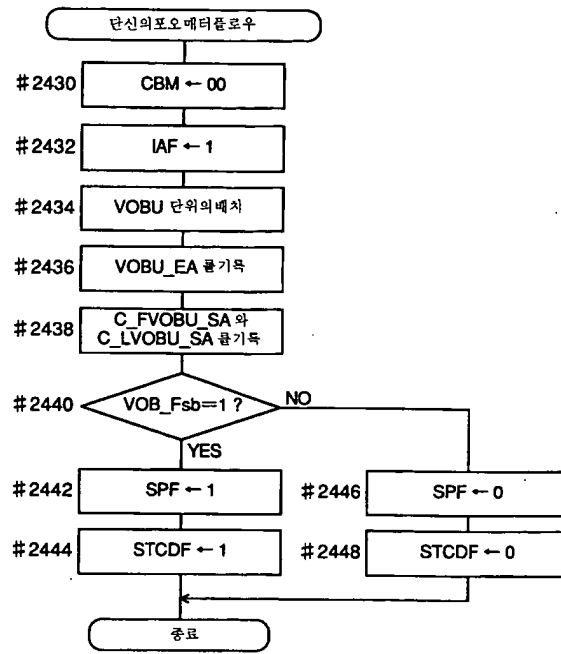 단신의포오매터플로우
#2430 CBM ← 00
#2432 IAF ← 1
#2434 VOBU 단위의배치
#2436 VOBU_EA 를기록
#2438 C_FVOBU_SA 와
C_LVOBU_SA 를기록
#2440 VOB_Fsb=1 ? NO
YES
#2442 SPF ← 1 #2446 SPF ← 0
#2444 STCDF ← 1 #2448 STCDF ← 0
종료